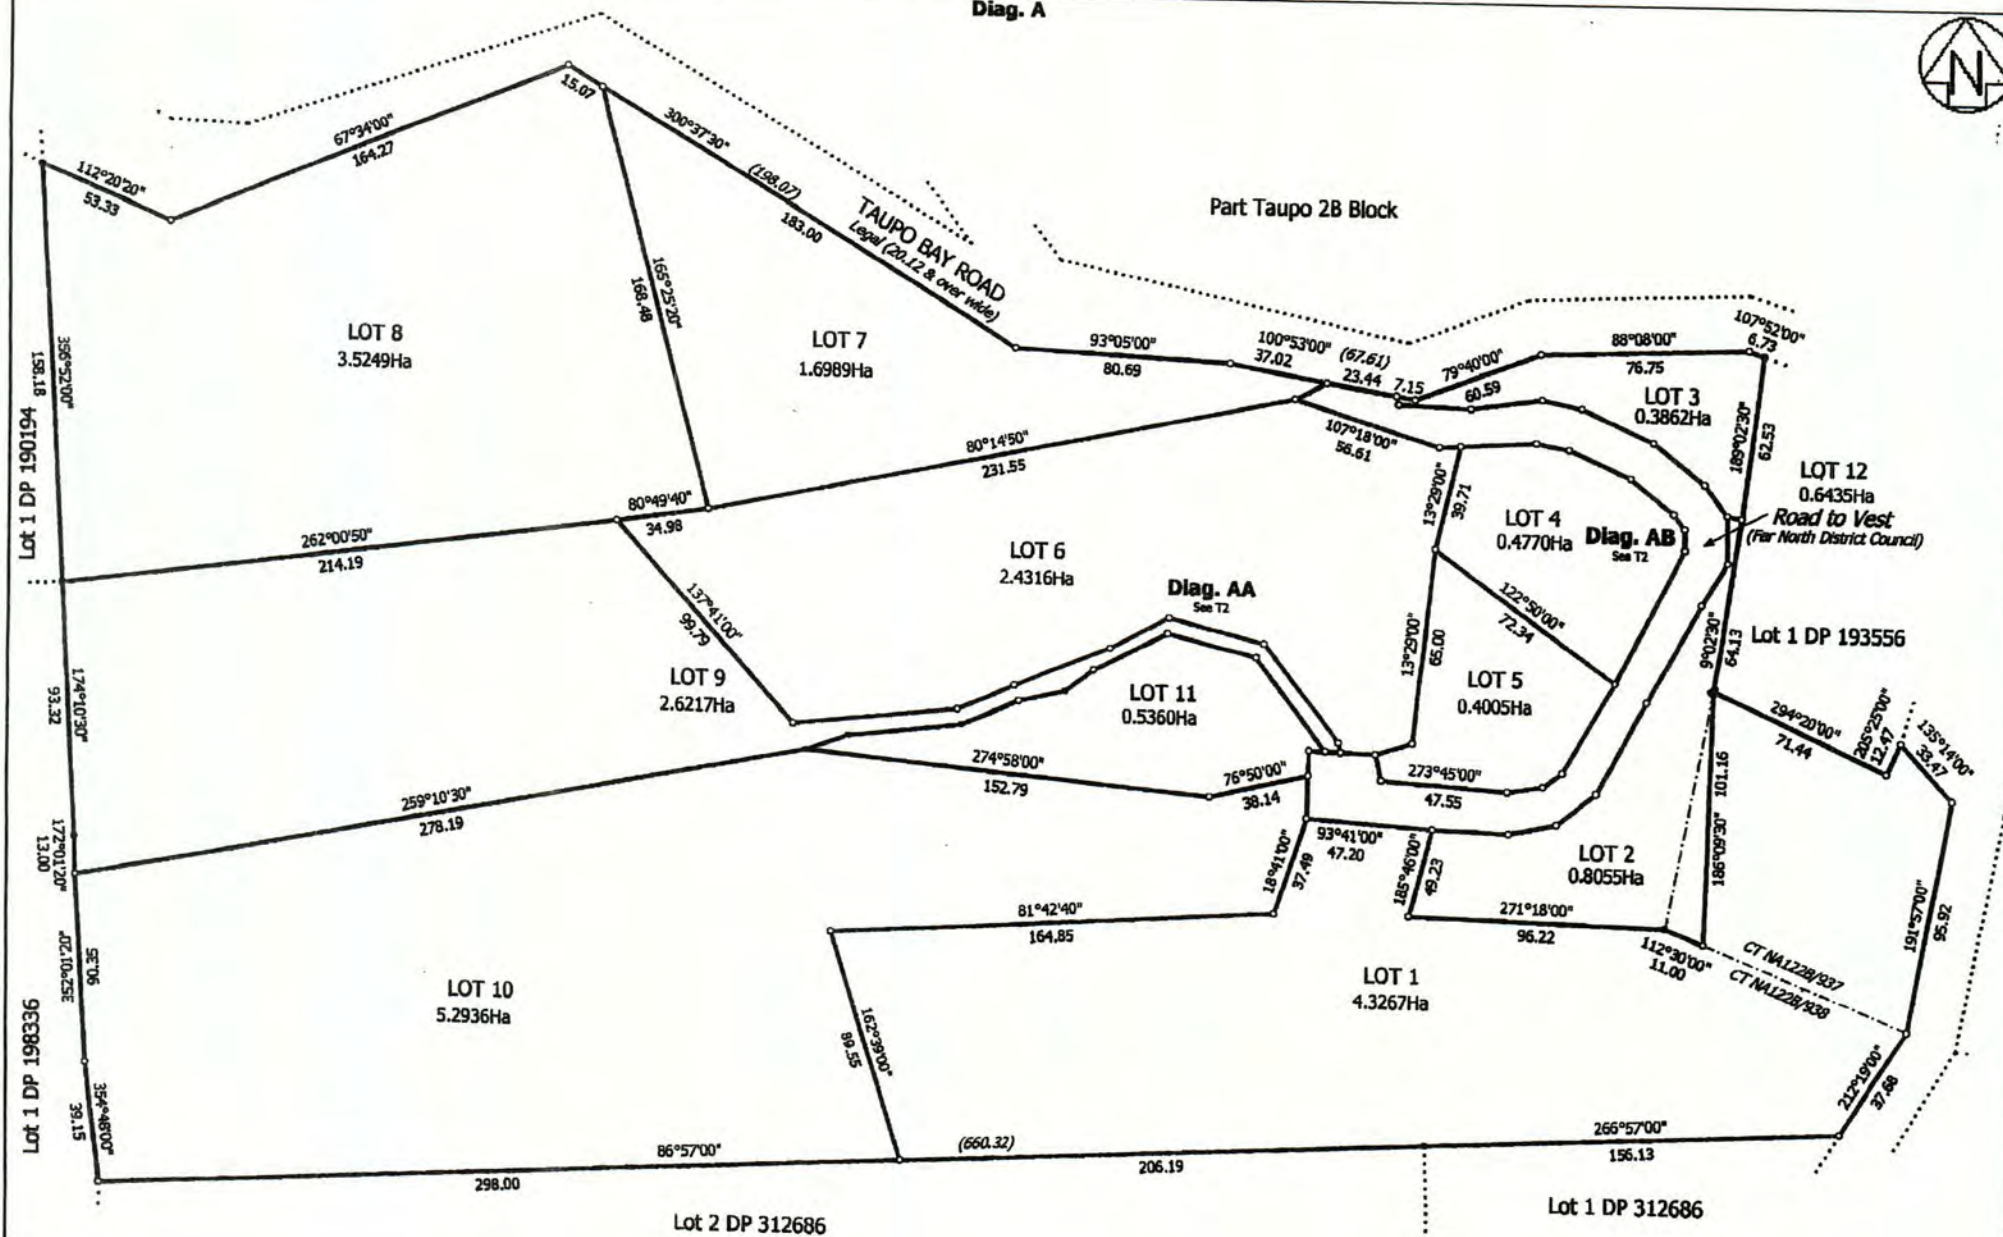 Diag. A
N
15.07
67°34'00"
164.27
300°37'30"
(198.07)
183.00
112°20'20"
53.33
TAUPO BAY ROAD
Legal (20.12 & over wide)
Part Taupo 2B Block
165°25'20"
168.48
LOT 8
3.5249Ha
LOT 7
1.6989Ha
356°52'00"
158.18
Lot 1 DP 190194
93°05'00"
80.69
100°53'00" (67.61)
37.02
23.44
7.15
79°40'00"
60.59
88°08'00"
76.75
107°52'00"
6.73
LOT 3
0.3862Ha
189°02'30"
62.53
107°18'00"
56.61
80°14'50"
231.55
13°29'00"
39.71
LOT 12
0.6435Ha
Road to Vest
(Far North District Council)
LOT 4
0.4770Ha
Diag. AB
See T2
80°49'40"
34.98
262°00'50"
214.19
LOT 6
2.4316Ha
Diag. AA
See T2
137°41'00"
99.79
122°50'00"
72.34
13°29'00"
65.00
9°02'30"
64.13
Lot 1 DP 193556
LOT 9
2.6217Ha
LOT 11
0.5360Ha
LOT 5
0.4005Ha
174°10'30"
93.32
294°20'00"
71.44
205°25'00"
12.47
135°14'00"
33.47
274°58'00"
152.79
76°50'00"
38.14
273°45'00"
47.55
186°09'30"
101.16
259°10'30"
278.19
172°01'20"
13.00
93°41'00"
47.20
18°41'00"
37.49
185°46'00"
49.23
LOT 2
0.8055Ha
81°42'40"
164.85
271°18'00"
96.22
112°30'00"
11.00
191°57'00"
95.92
CT NA122B/937
CT NA122B/938
352°01'20"
90.35
LOT 10
5.2936Ha
LOT 1
4.3267Ha
162°39'00"
89.55
Lot 1 DP 198336
354°48'00"
39.15
212°19'00"
37.68
86°57'00"
(660.32)
298.00
206.19
266°57'00"
156.13
Lot 2 DP 312686
Lot 1 DP 312686